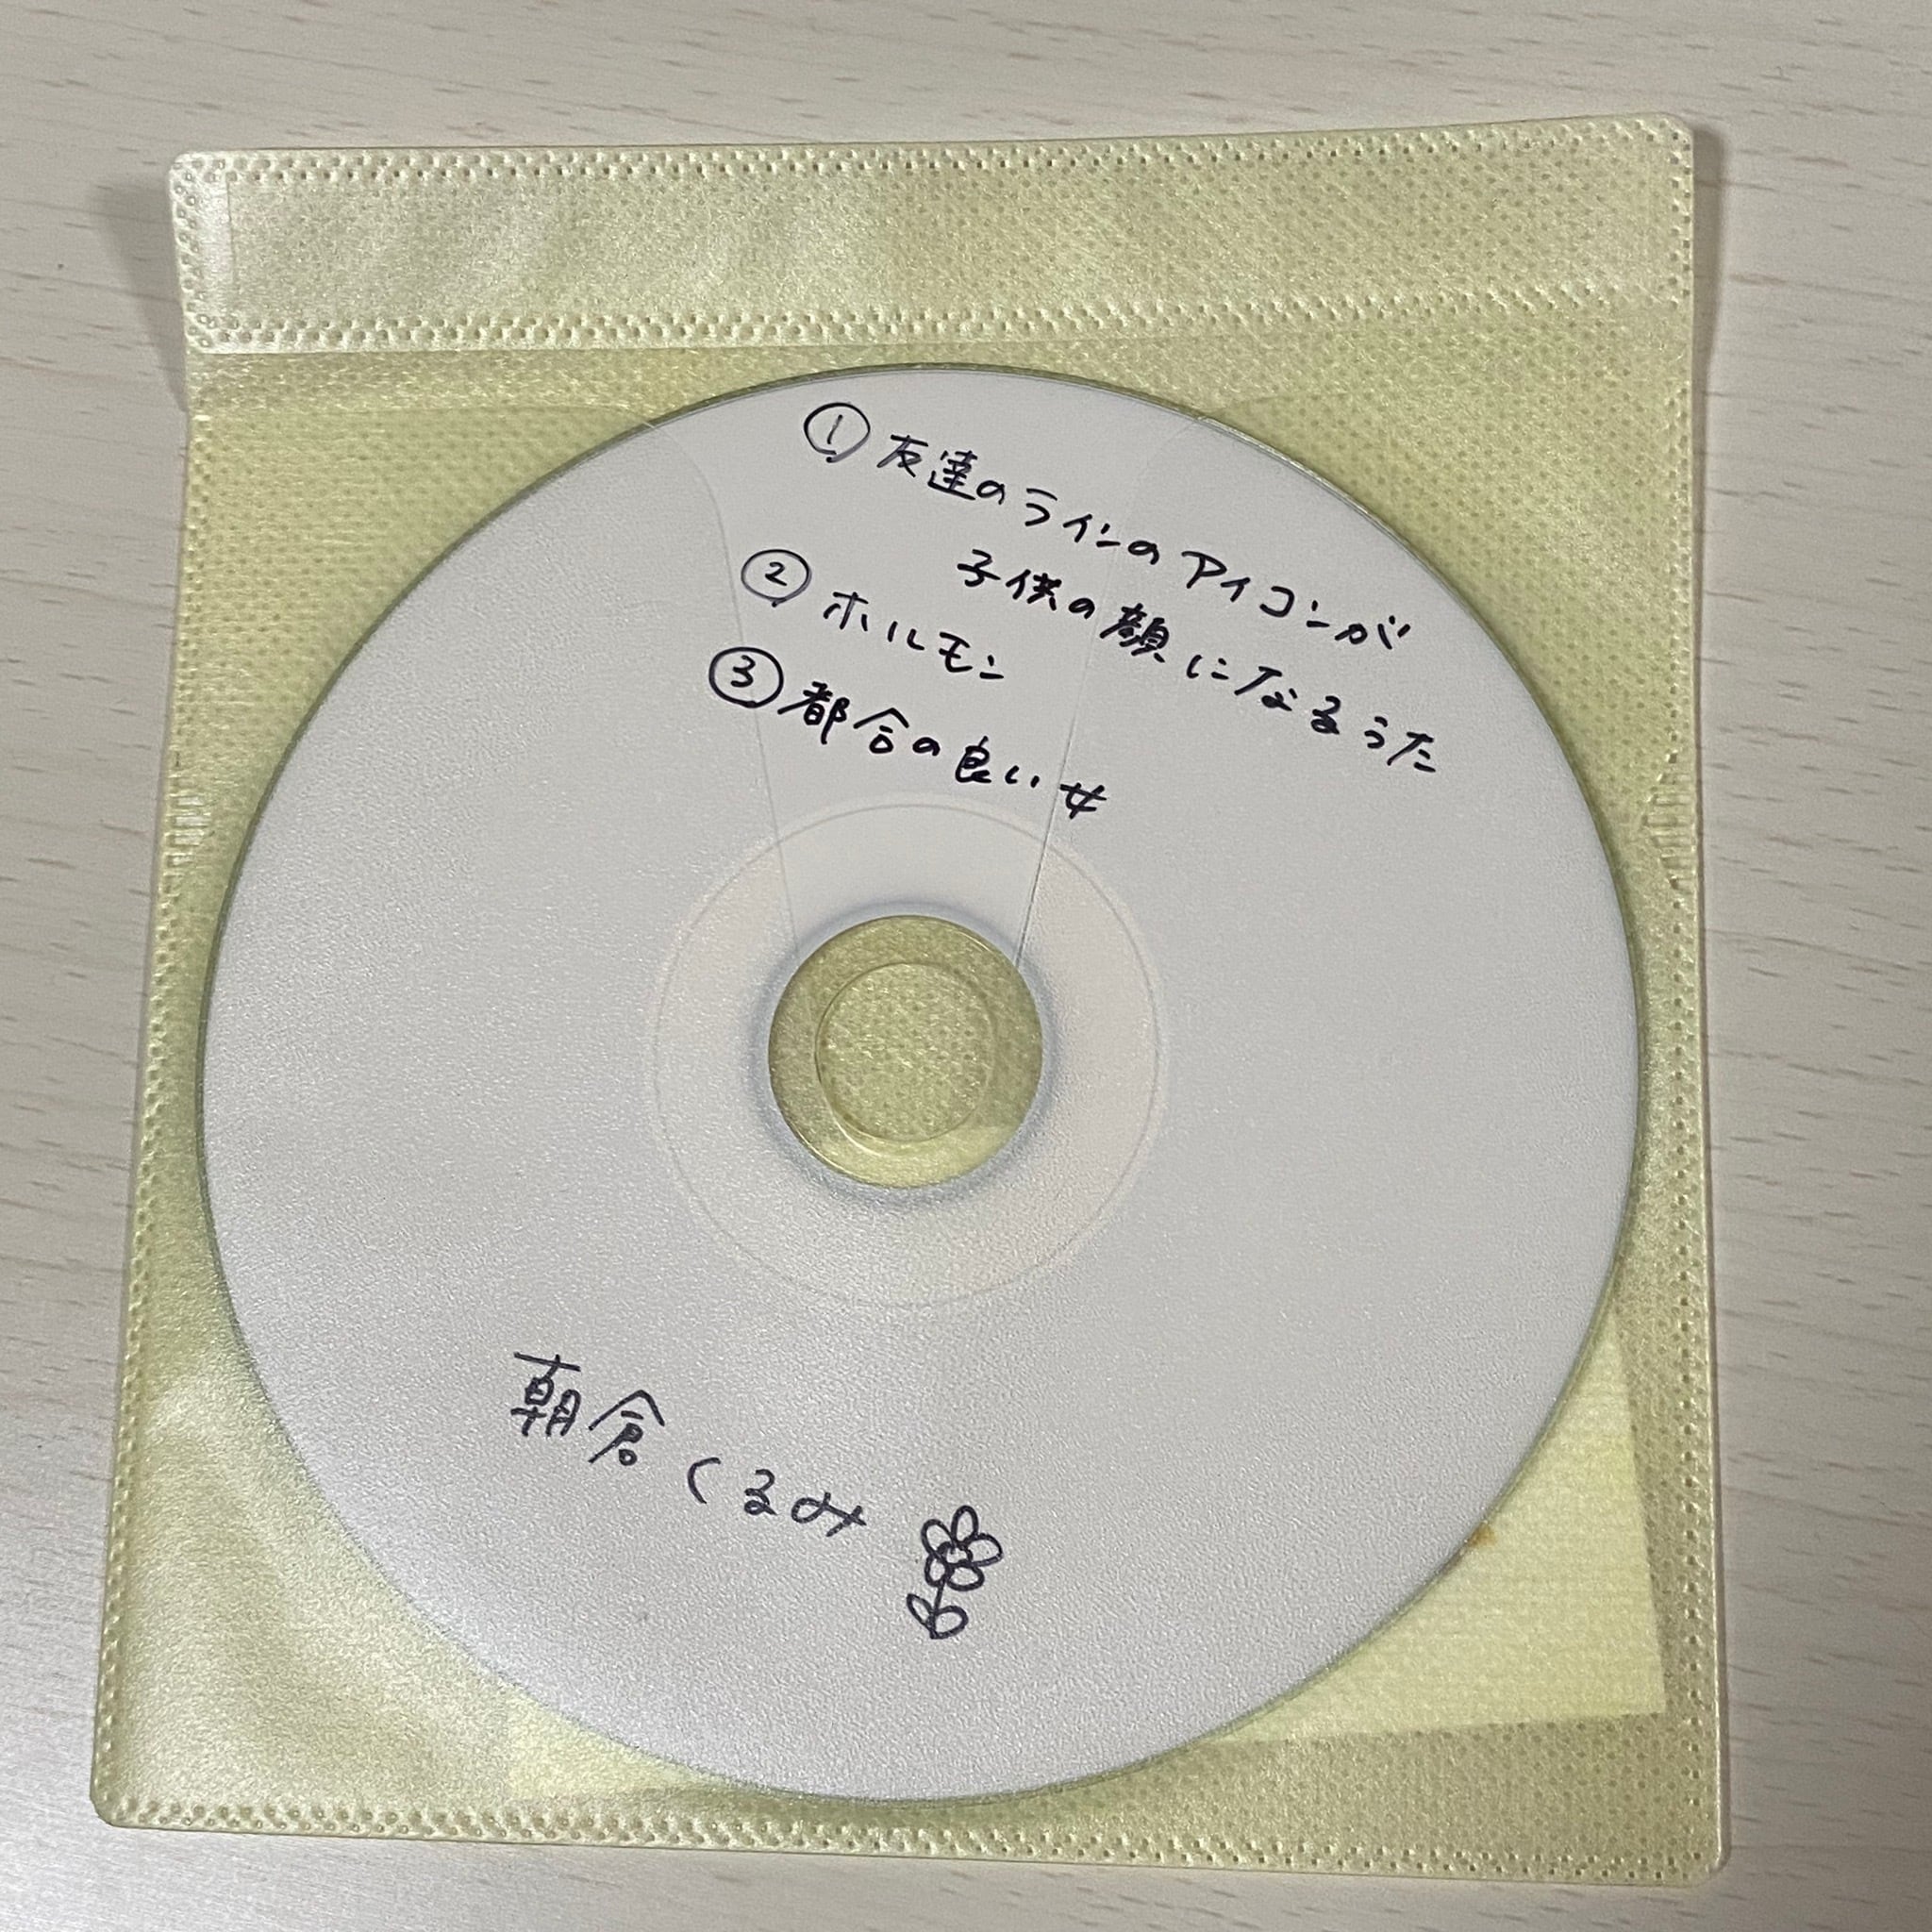 ① 友達のラインのアイコンが
子供の顔になるうた
② ホルモン
③ 都合の良い女
朝倉くるみ